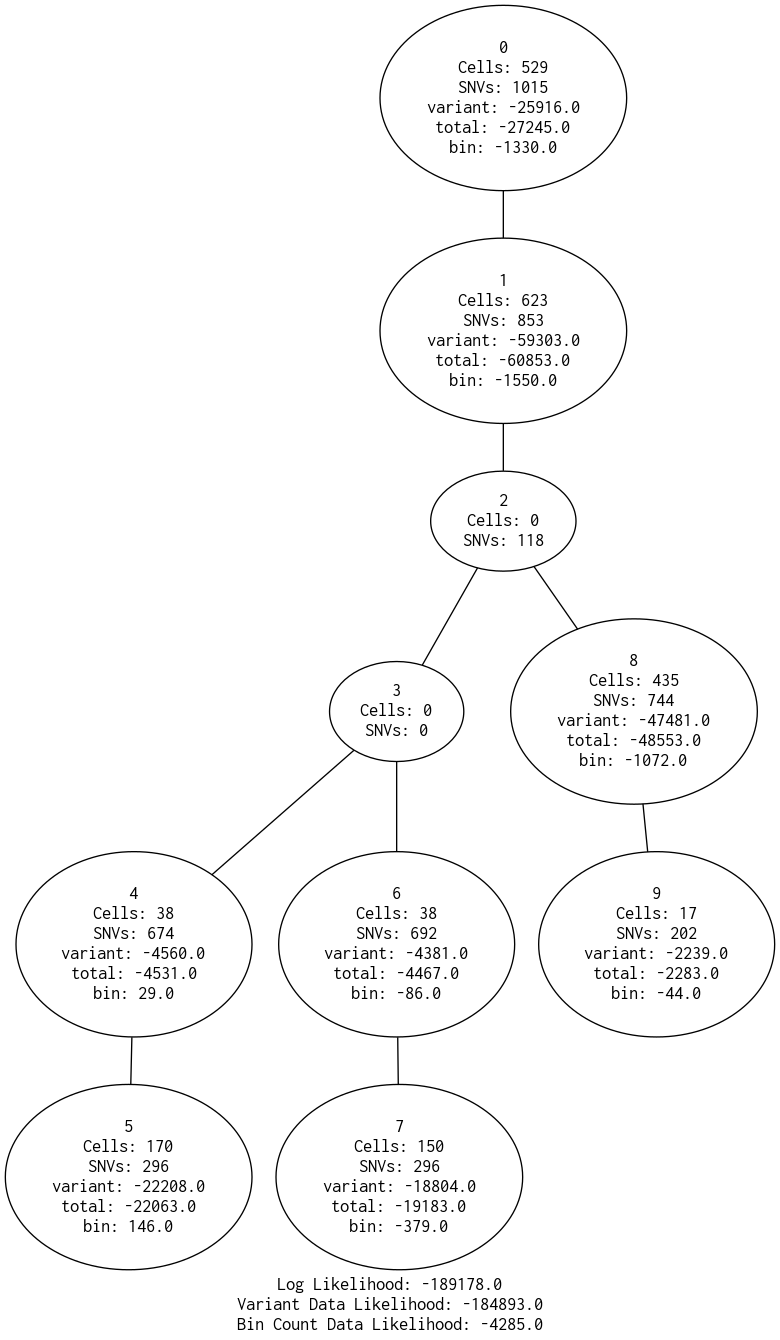 0
Cells: 529
SNVs: 1015
variant: -25916.0
total: -27245.0
bin: -1330.0
1
Cells: 623
SNVs: 853
variant: -59303.0
total: -60853.0
bin: -1550.0
2
Cells: 0
SNVs: 118
3
Cells: 0
SNVs: 0
8
Cells: 435
SNVs: 744
variant: -47481.0
total: -48553.0
bin: -1072.0
4
Cells: 38
SNVs: 674
variant: -4560.0
total: -4531.0
bin: 29.0
6
Cells: 38
SNVs: 692
variant: -4381.0
total: -4467.0
bin: -86.0
9
Cells: 17
SNVs: 202
variant: -2239.0
total: -2283.0
bin: -44.0
5
Cells: 170
SNVs: 296
variant: -22208.0
total: -22063.0
bin: 146.0
7
Cells: 150
SNVs: 296
variant: -18804.0
total: -19183.0
bin: -379.0
Log Likelihood: -189178.0
Variant Data Likelihood: -184893.0
Bin Count Data Likelihood: -4285.0